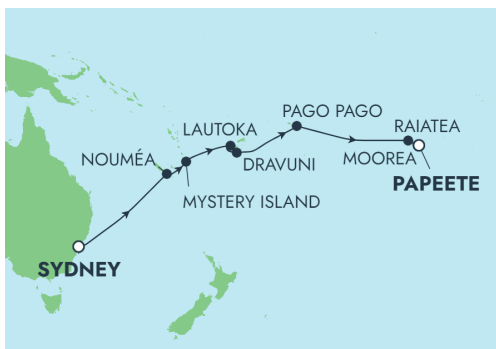 PAGO PAGO
RAIATEA
LAUTOKA
NOUMÉA
DRAVUNI
MOOREA
PAPEETE
MYSTERY ISLAND
SYDNEY